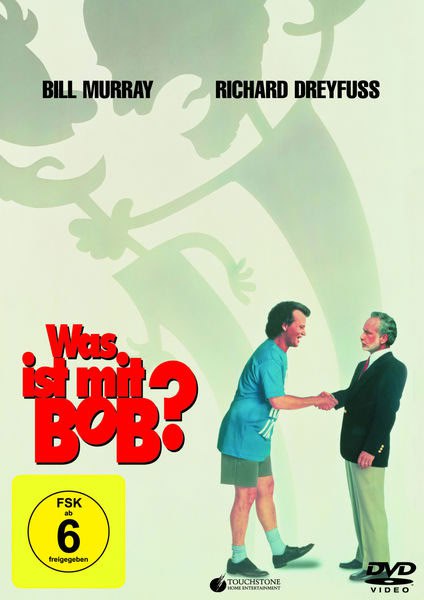 BILL MURRAY
RICHARD DREYFUSS
Was
ist mit
BOB?
FSK
ab
6
freigegeben
TOUCHSTONE
HOME ENTERTAINMENT
DVD
VIDEO